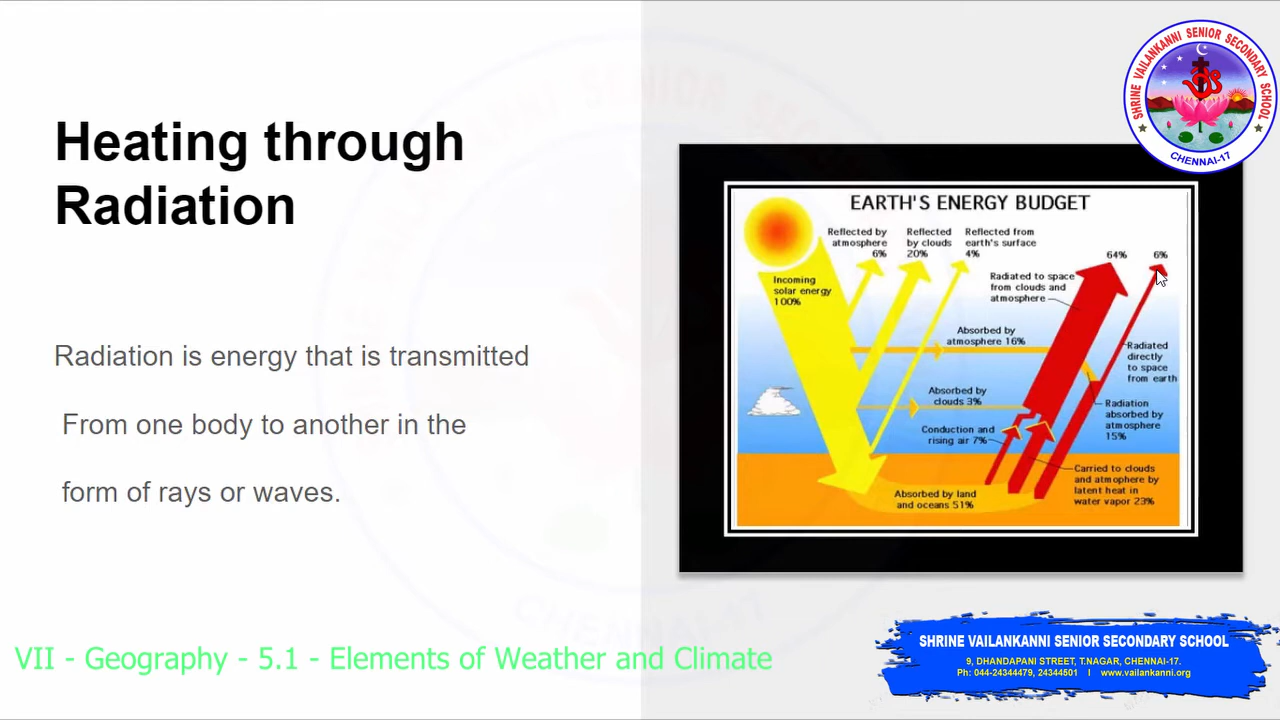 Heating through
Radiation
Radiation is energy that is transmitted
From one body to another in the
form of rays or waves.
VII - Geography - 5.1 - Elements of Weather and Climate
SHRINE VAILANKANNI SENIOR SECONDARY SCHOOL
CHENNAI-17
EARTH'S ENERGY BUDGET
Reflected by
atmosphere
6%
Reflected
by clouds
20%
Reflected from
earth's surface
4%
64%
6%
Incoming
solar energy
100%
Radiated to space
from clouds and
atmosphere
Absorbed by
atmosphere 16%
Radiated
directly
to space
from earth
Absorbed by
clouds 3%
Radiation
absorbed by
atmosphere
15%
Conduction and
rising air 7%
Carried to clouds
and atmophere by
latent heat in
water vapor 23%
Absorbed by land
and oceans 51%
SHRINE VAILANKANNI SENIOR SECONDARY SCHOOL
9, DHANDAPANI STREET, T.NAGAR, CHENNAI-17.
Ph: 044-24344479, 24344501 I www.vailankanni.org